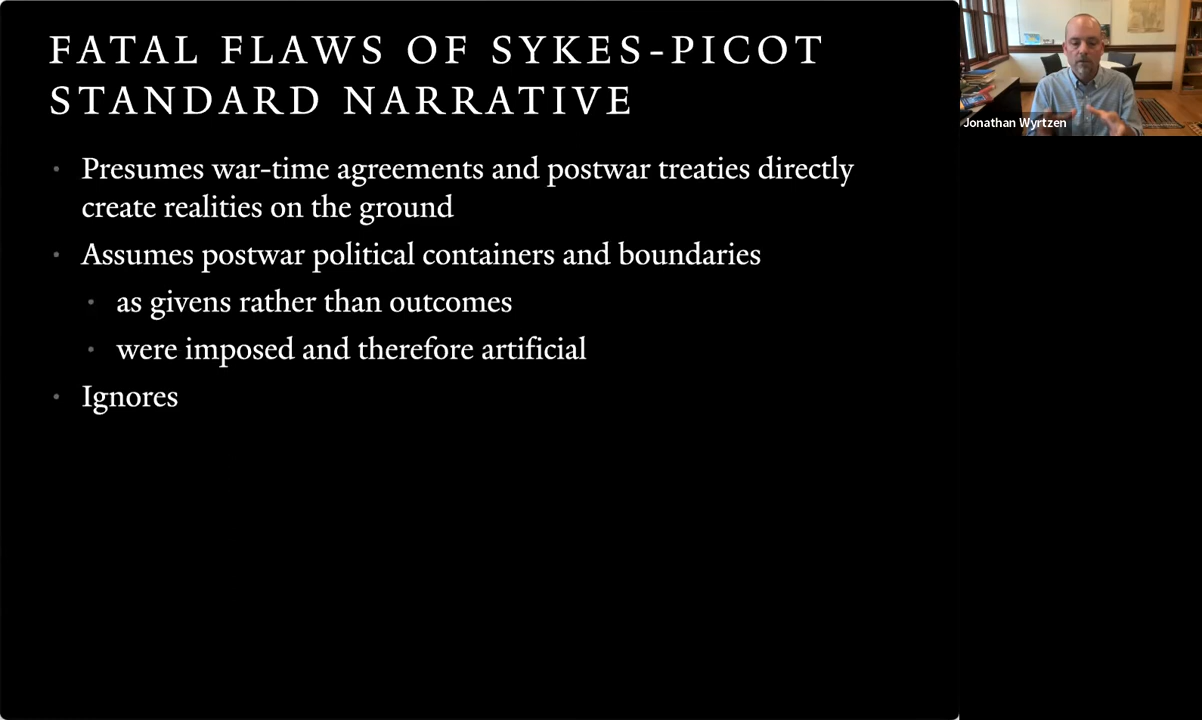 FATAL FLAWS OF SYKES-PICOT
STANDARD NARRATIVE
• Presumes war-time agreements and postwar treaties directly
create realities on the ground
• Assumes postwar political containers and boundaries
• as givens rather than outcomes
• were imposed and therefore artificial
• Ignores
Jonathan Wyrtzen